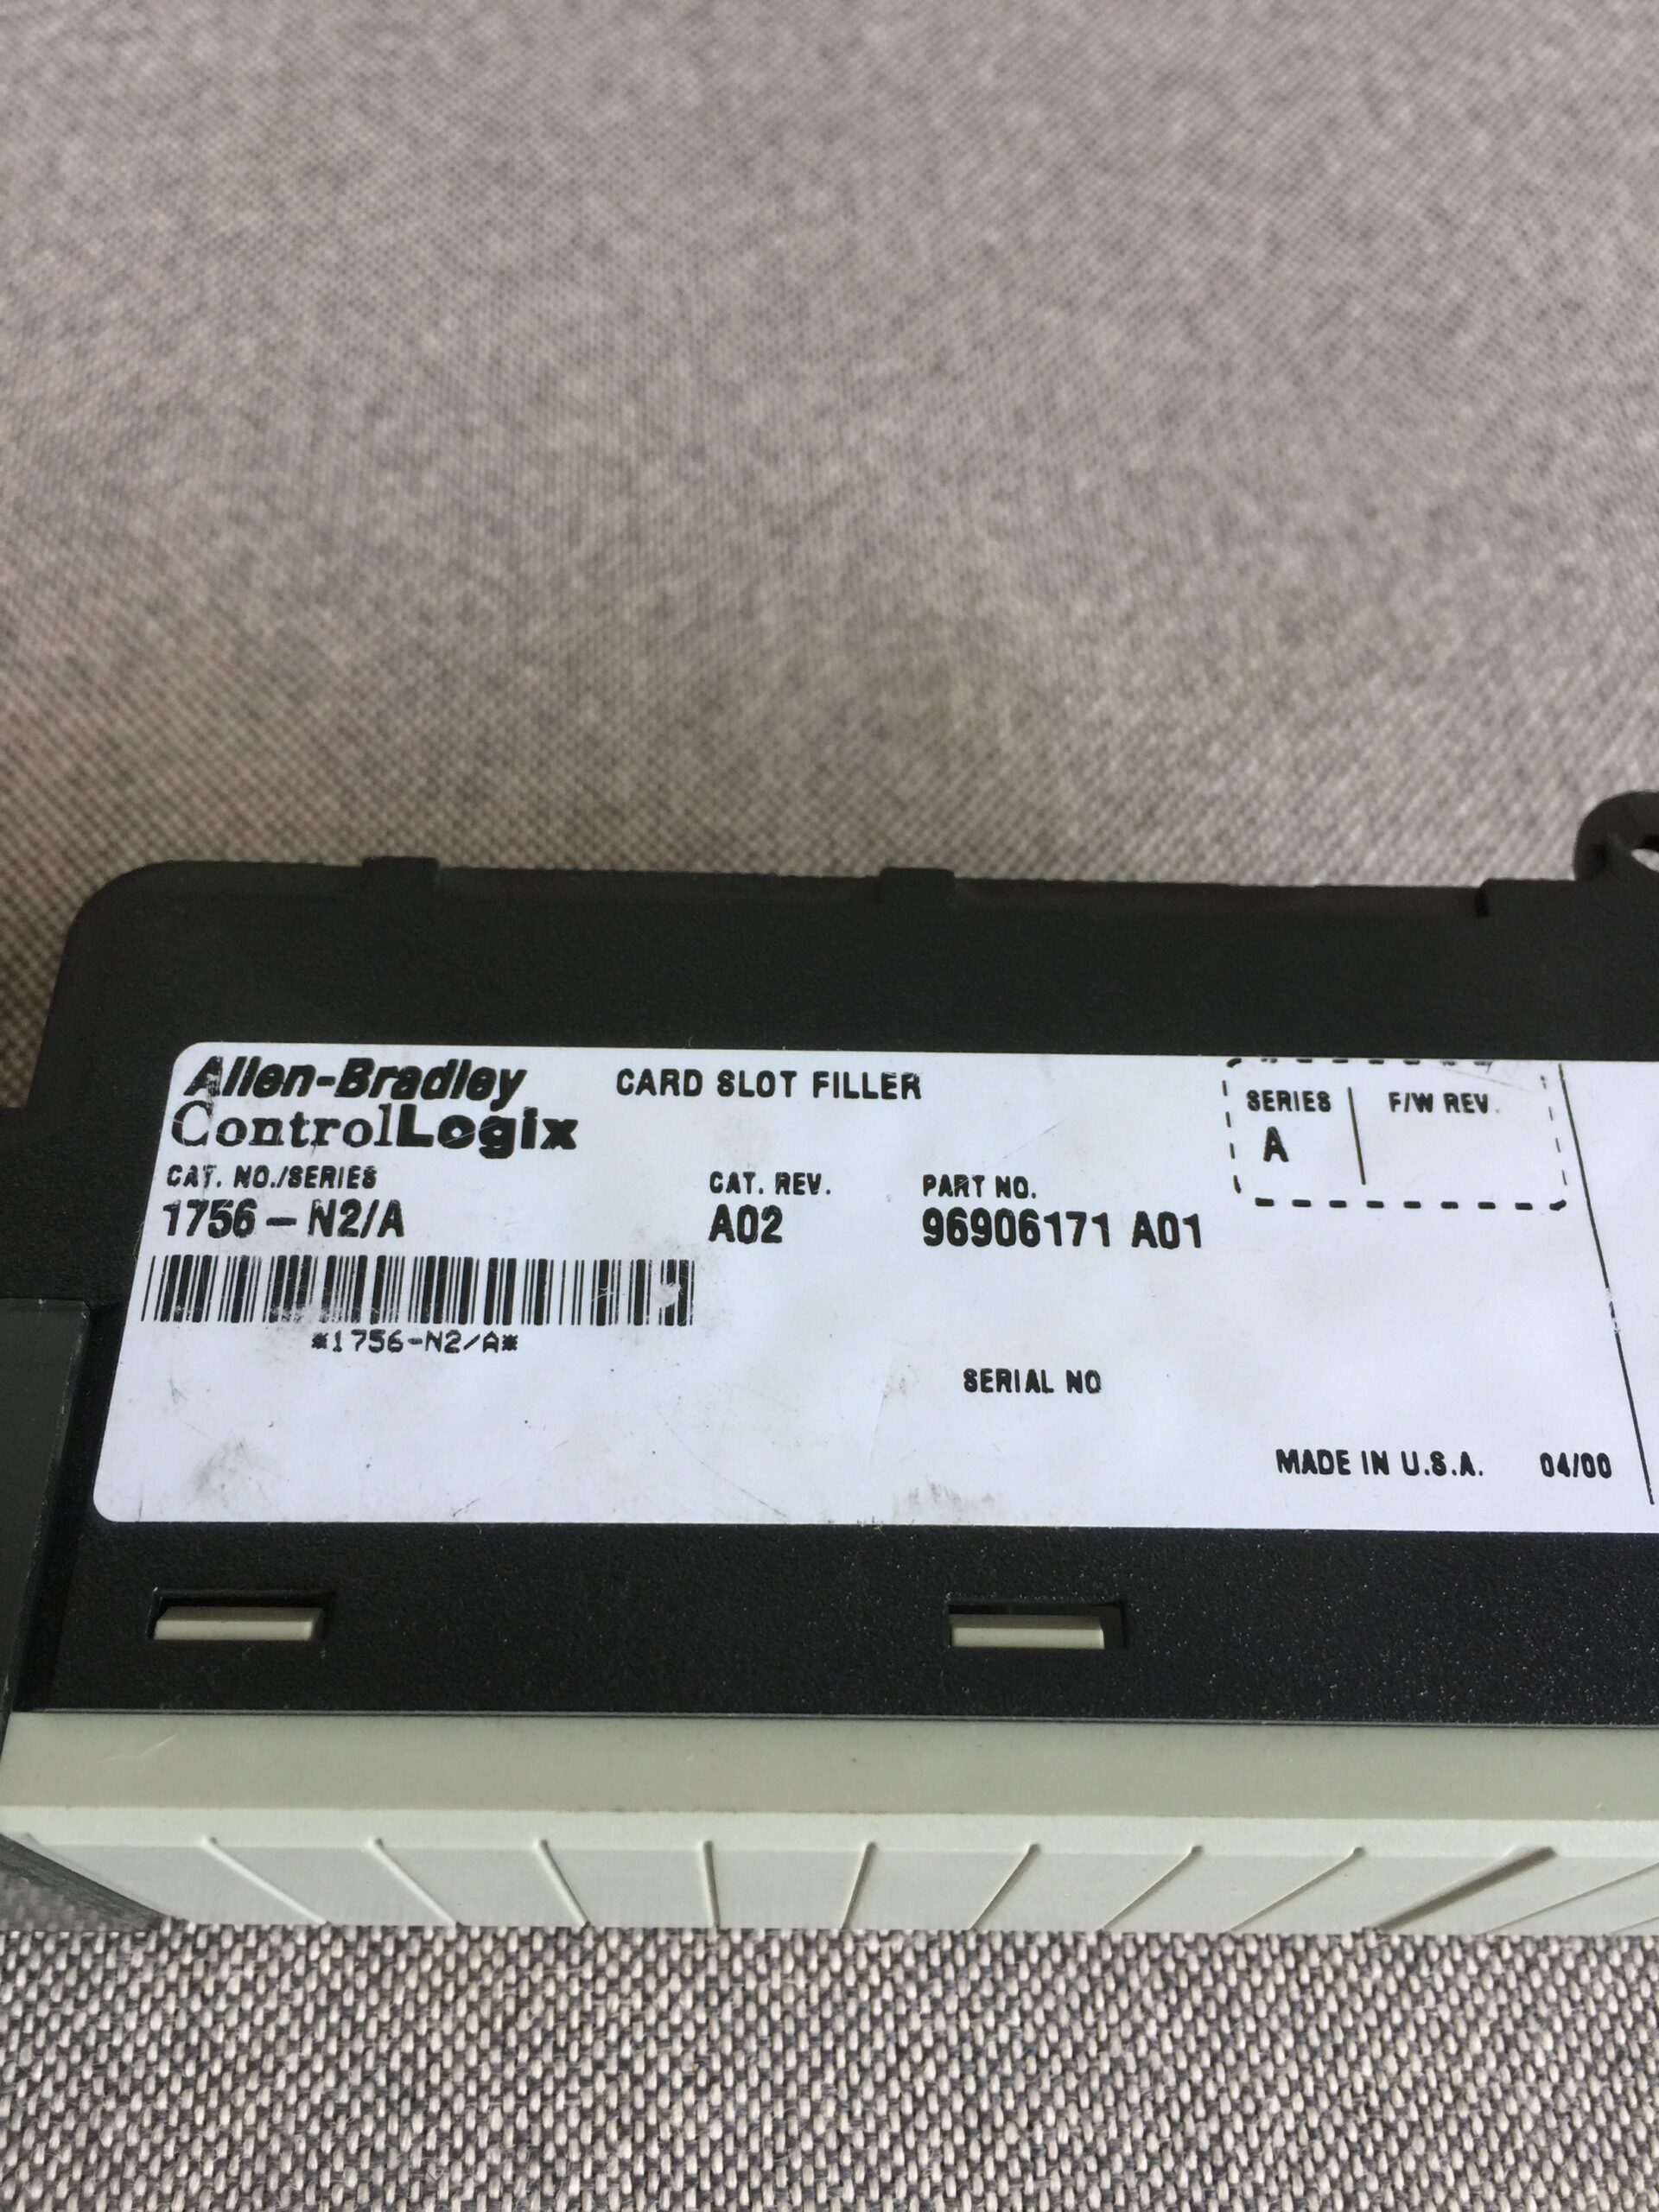 Allen-Bradley CARD SLOT FILLER
ControlLogix
SERIES F/W REV.
A
CAT. NO./SERIES CAT. REV. PART NO.
1756-N2/A A02 96906171 A01
*1756-N2/A*
SERIAL NO
MADE IN U.S.A. 04/00